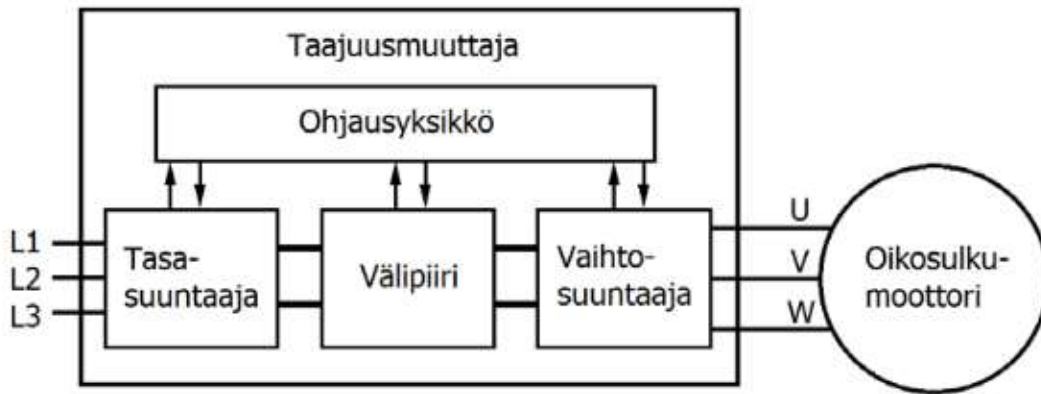 Taajuusmuuttaja
Ohjausyksikkö
L1
L2
L3
Tasa-
suuntaaja
Välipiiri
Vaihto-
suuntaaja
U
V
W
Oikosulku-
moottori